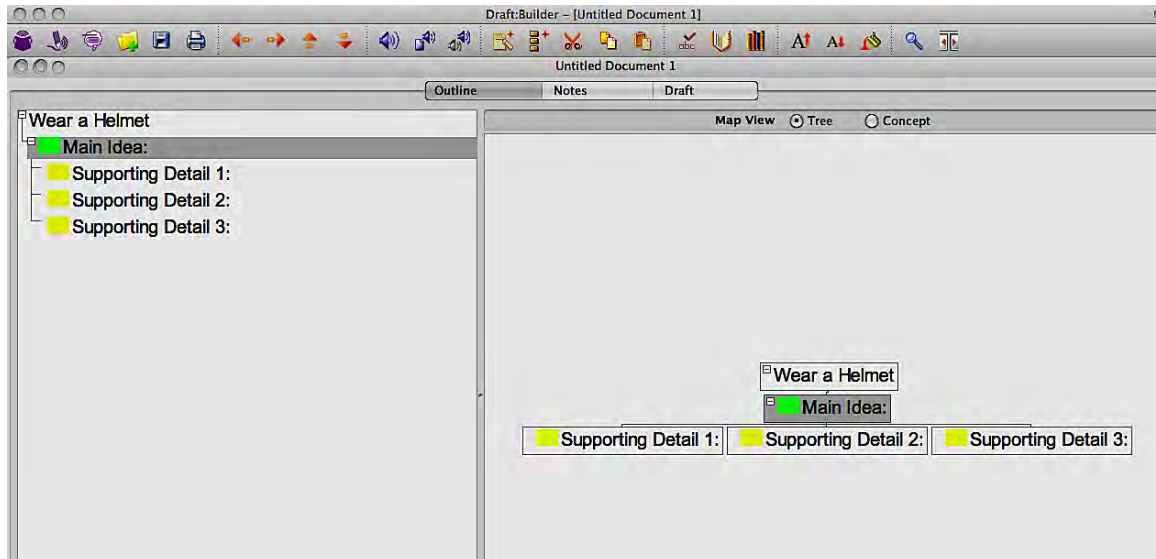 Draft:Builder – [Untitled Document 1]
abc
A A
Untitled Document 1
Outline Notes Draft
Wear a Helmet
Main Idea:
Supporting Detail 1:
Supporting Detail 2:
Supporting Detail 3:
Map View Tree Concept
Wear a Helmet
Main Idea:
Supporting Detail 1: Supporting Detail 2: Supporting Detail 3: